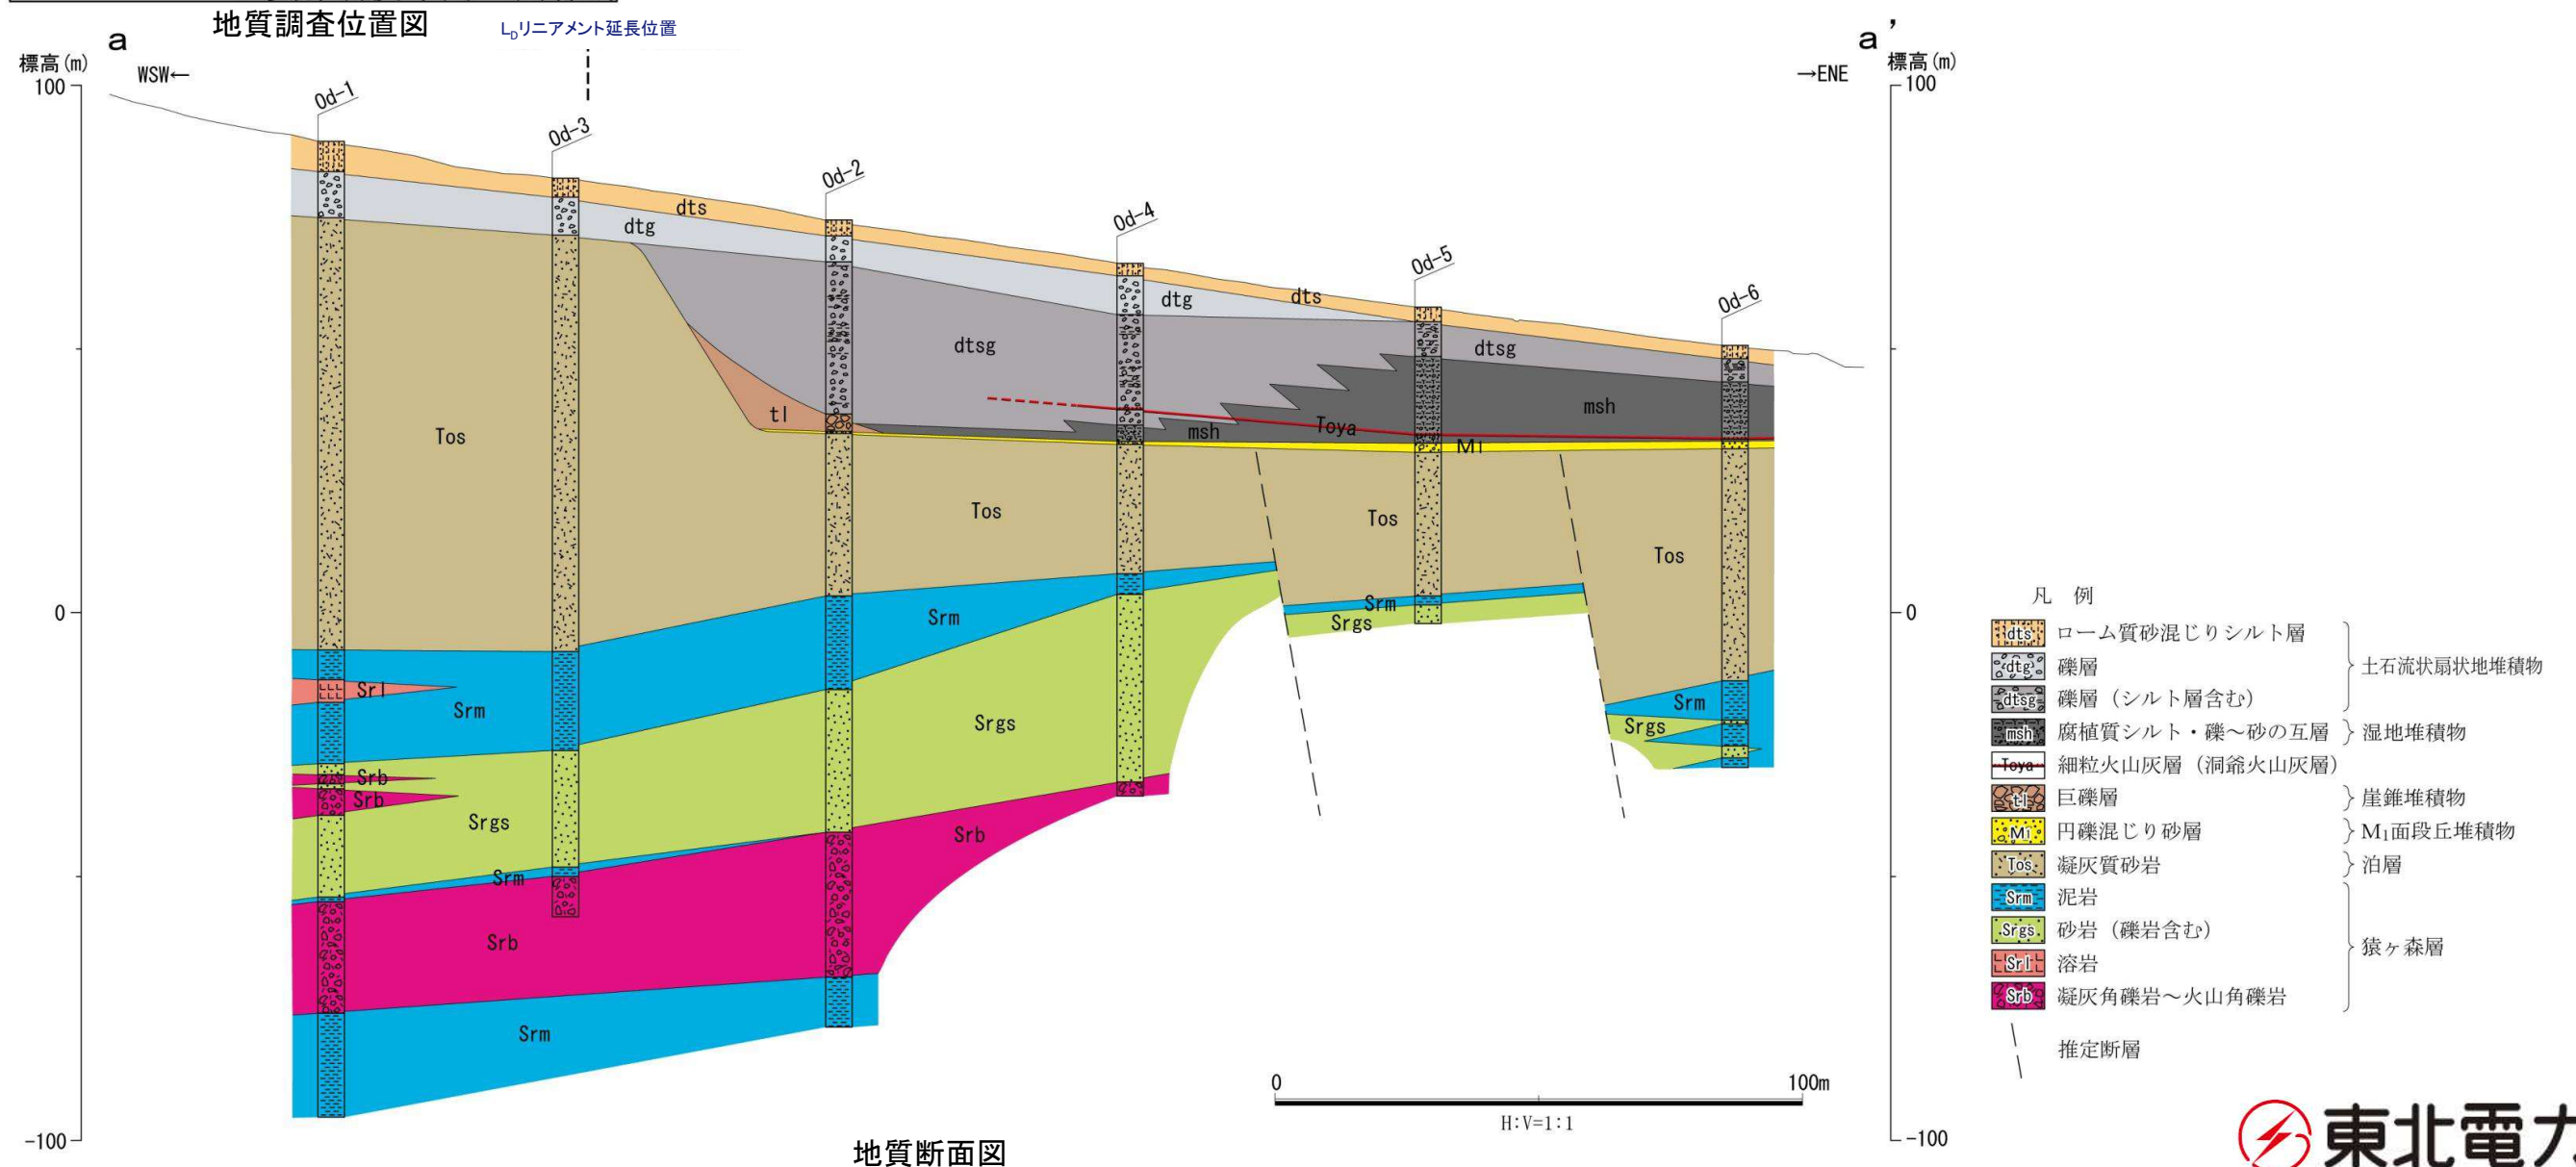 地質調査位置図
LDリニアメント延長位置
a
a'
標高(m)
標高(m)
WSW←
→ENE
100
100
0d-1
0d-3
0d-2
0d-4
0d-5
0d-6
dts
dtg
dtg
dts
dtsg
dtsg
tl
msh
Toya
msh
M1
Tos
Tos
Tos
Tos
0
0
Srm
Srm
Srgs
Srl
Srm
Srm
Srgs
Srgs
Srb
Srb
Srgs
Srb
Srm
Srb
Srm
凡 例
dts ローム質砂混じりシルト層
dtg 礫層
土石流状扇状地堆積物
dtsg 礫層（シルト層含む）
msh 腐植質シルト・礫～砂の互層 湿地堆積物
Toya 細粒火山灰層（洞爺火山灰層）
tl 巨礫層 崖錐堆積物
M1 円礫混じり砂層 M1面段丘堆積物
Tos 凝灰質砂岩 泊層
Srm 泥岩
Srgs 砂岩（礫岩含む）
猿ヶ森層
Srl 溶岩
Srb 凝灰角礫岩～火山角礫岩
推定断層
0 100m
H:V=1:1
-100
-100
地質断面図
東北電力